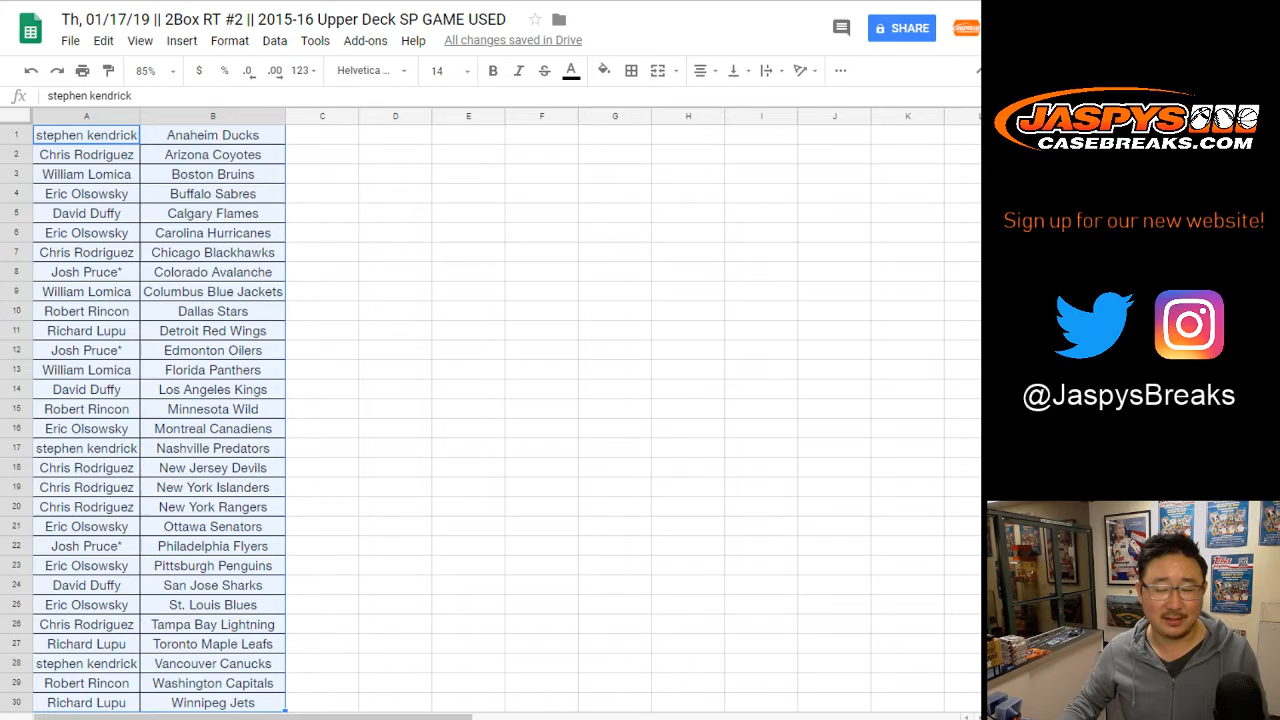 Th, 01/17/19 || 2Box RT #2 || 2015-16 Upper Deck SP GAME USED
File Edit View Insert Format Data Tools Add-ons Help All changes saved in Drive
SHARE
85% $ % .0 .00 123 Helvetica ... 14 B I S A
fx stephen kendrick
A B C D E F G H I J K L
1 stephen kendrick Anaheim Ducks
2 Chris Rodriguez Arizona Coyotes
3 William Lomica Boston Bruins
4 Eric Olsowsky Buffalo Sabres
5 David Duffy Calgary Flames
6 Eric Olsowsky Carolina Hurricanes
7 Chris Rodriguez Chicago Blackhawks
8 Josh Pruce* Colorado Avalanche
9 William Lomica Columbus Blue Jackets
10 Robert Rincon Dallas Stars
11 Richard Lupu Detroit Red Wings
12 Josh Pruce* Edmonton Oilers
13 William Lomica Florida Panthers
14 David Duffy Los Angeles Kings
15 Robert Rincon Minnesota Wild
16 Eric Olsowsky Montreal Canadiens
17 stephen kendrick Nashville Predators
18 Chris Rodriguez New Jersey Devils
19 Chris Rodriguez New York Islanders
20 Chris Rodriguez New York Rangers
21 Eric Olsowsky Ottawa Senators
22 Josh Pruce* Philadelphia Flyers
23 Eric Olsowsky Pittsburgh Penguins
24 David Duffy San Jose Sharks
25 Eric Olsowsky St. Louis Blues
26 Chris Rodriguez Tampa Bay Lightning
27 Richard Lupu Toronto Maple Leafs
28 stephen kendrick Vancouver Canucks
29 Robert Rincon Washington Capitals
30 Richard Lupu Winnipeg Jets
JASPYS
CASEBREAKS.COM
Sign up for our new website!
@JaspysBreaks